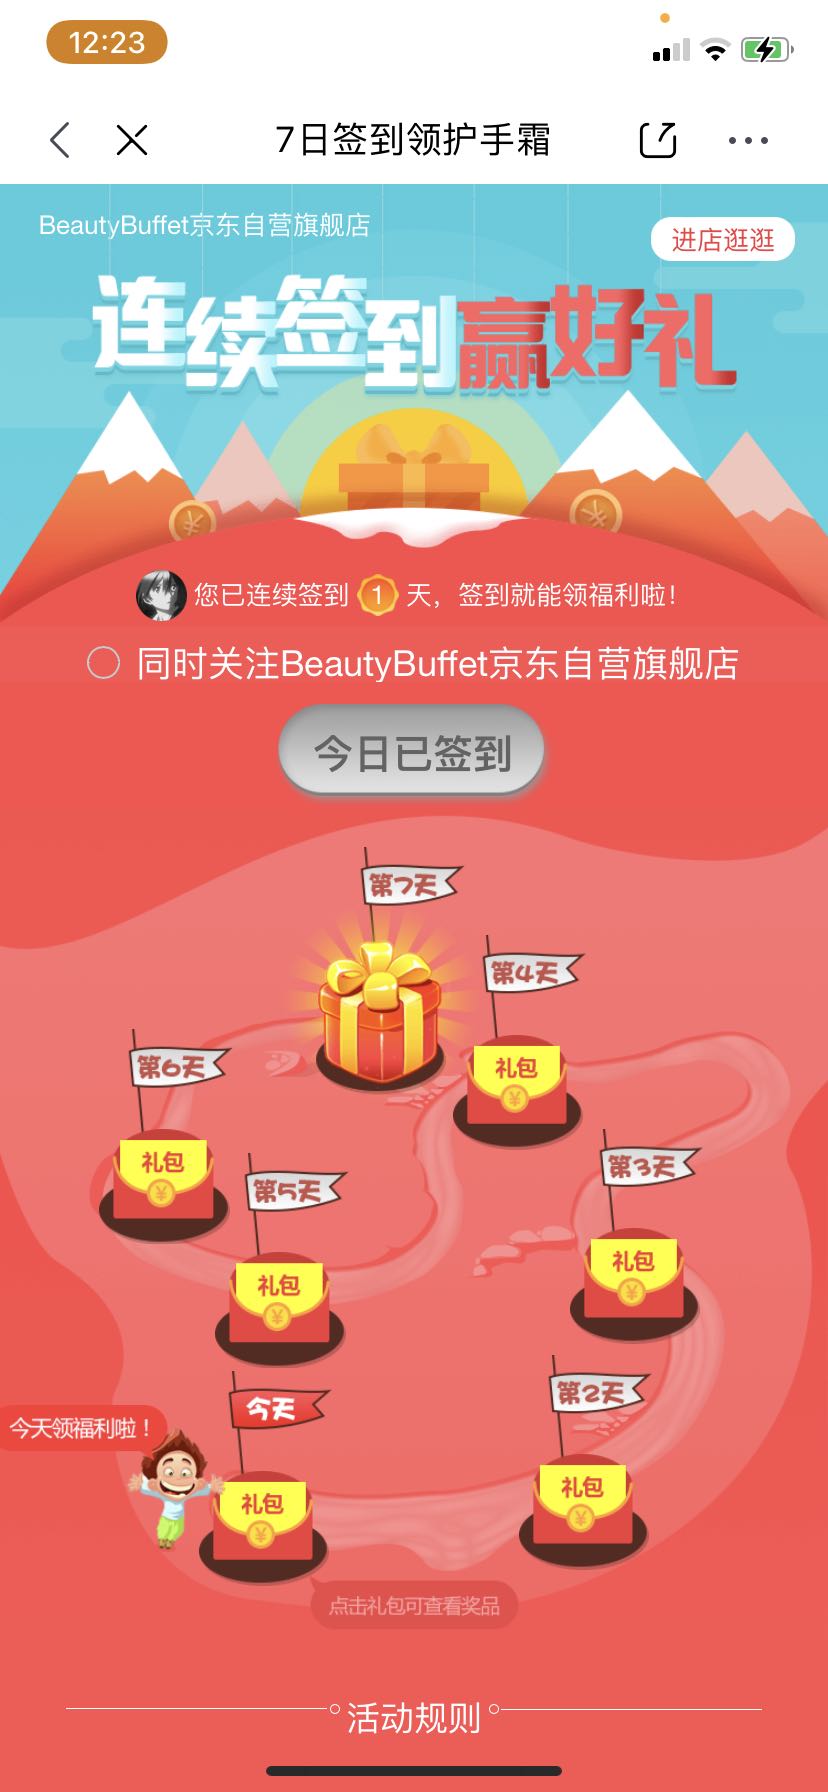 12:23
7日签到领护手霜
BeautyBuffet京东自营旗舰店
进店逛逛
连续签到赢好礼
您已连续签到 1 天，签到就能领福利啦！
同时关注BeautyBuffet京东自营旗舰店
今日已签到
第7天
第4天
礼包
第6天
礼包
第3天
礼包
第5天
礼包
第2天
礼包
今天
今天领福利啦！
礼包
点击礼包可查看奖品
活动规则